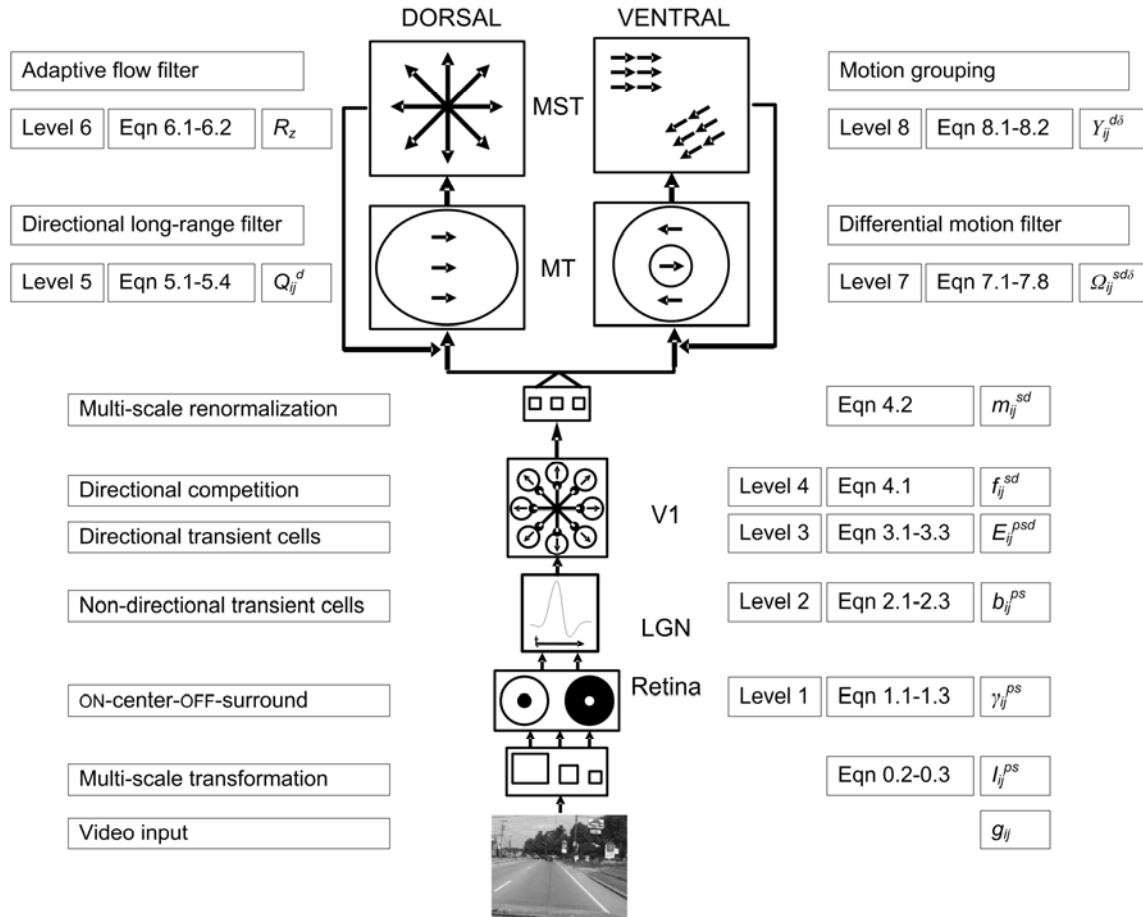 DORSAL VENTRAL
Adaptive flow filter
Motion grouping
MST
Level 6 Eqn 6.1-6.2 R_z
Level 8 Eqn 8.1-8.2 Y_ij^dδ
Directional long-range filter
Differential motion filter
MT
Level 5 Eqn 5.1-5.4 Q_ij^d
Level 7 Eqn 7.1-7.8 Ω_ij^sdδ
Multi-scale renormalization
Eqn 4.2 m_ij^sd
Directional competition
Level 4 Eqn 4.1 f_ij^sd
V1
Directional transient cells
Level 3 Eqn 3.1-3.3 E_ij^psd
Non-directional transient cells
t
Level 2 Eqn 2.1-2.3 b_ij^ps
LGN
ON-center-OFF-surround
Retina
Level 1 Eqn 1.1-1.3 γ_ij^ps
Multi-scale transformation
Eqn 0.2-0.3 I_ij^ps
Video input
g_ij